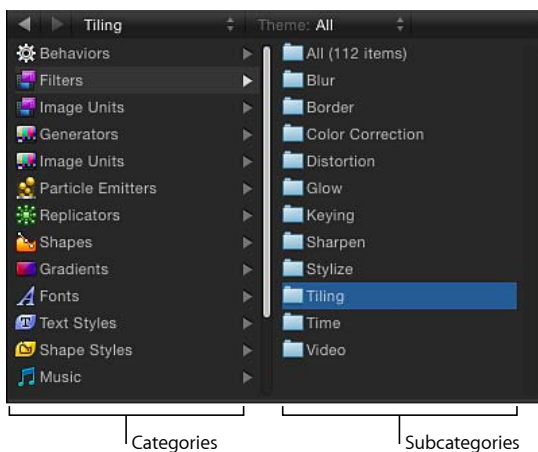 Tiling
Theme: All
Behaviors
Filters
Image Units
Generators
Image Units
Particle Emitters
Replicators
Shapes
Gradients
Fonts
Text Styles
Shape Styles
Music
All (112 items)
Blur
Border
Color Correction
Distortion
Glow
Keying
Sharpen
Stylize
Tiling
Time
Video
Categories
Subcategories